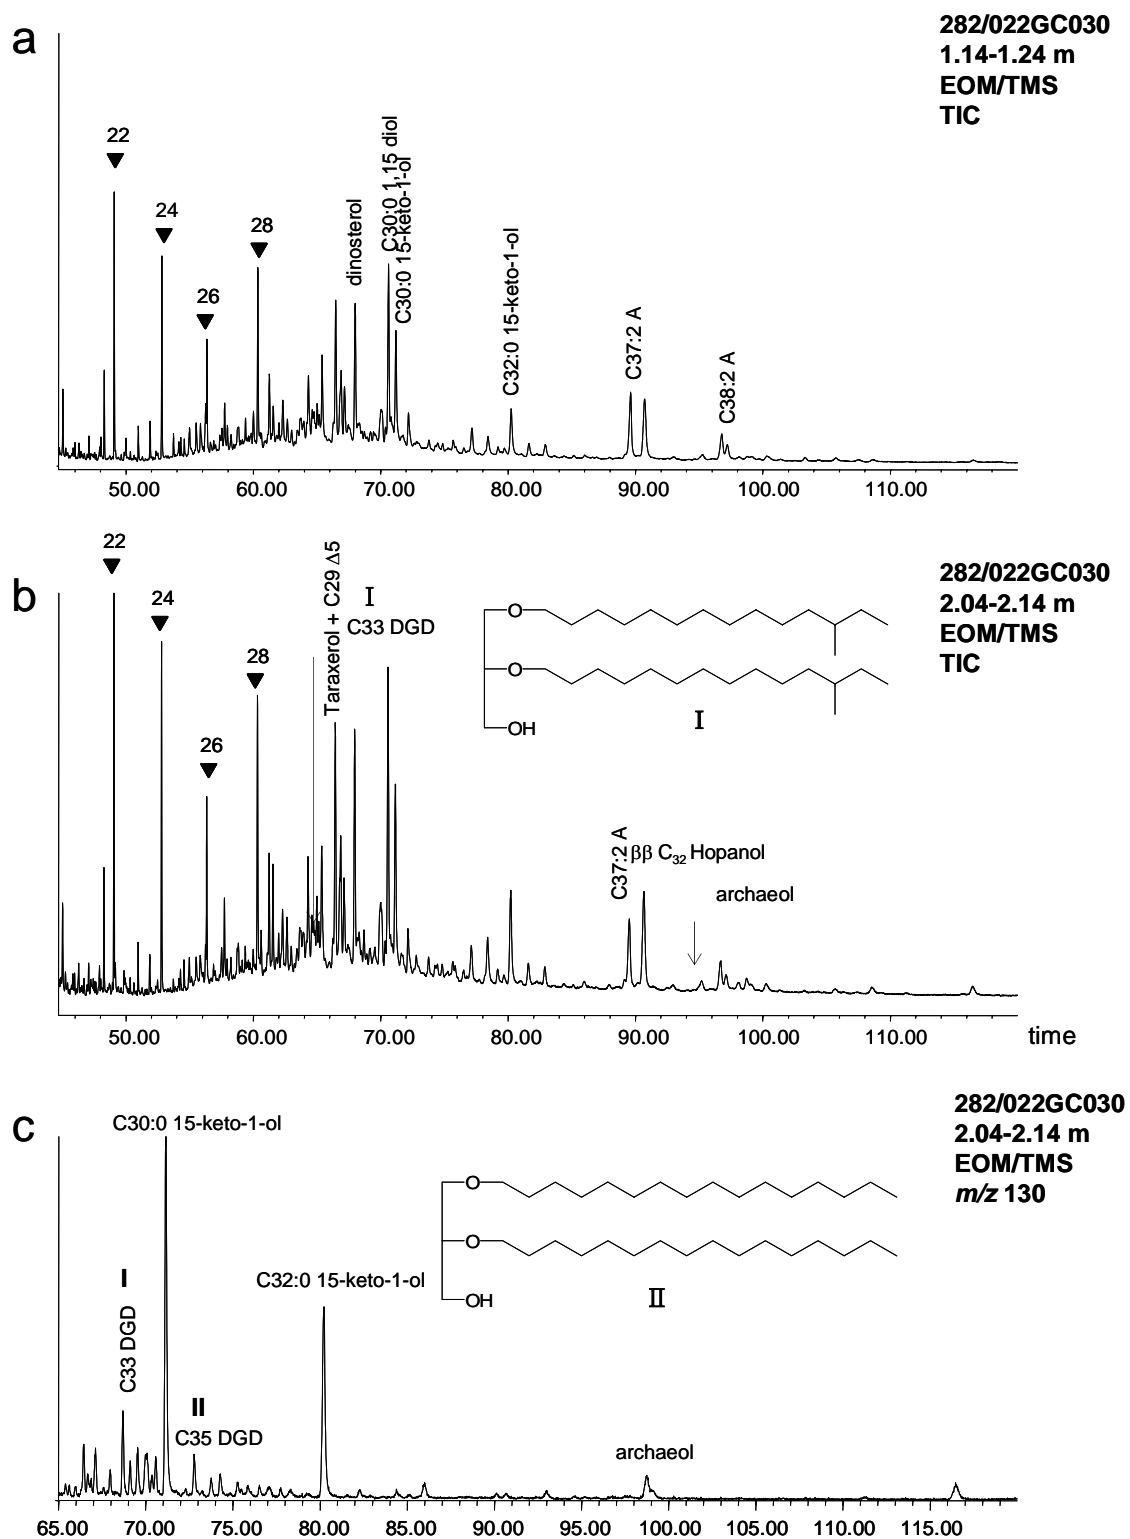 a
282/022GC030
1.14-1.24 m
EOM/TMS
TIC
22
24
26
28
dinosterol
C30:0 1,15 diol
C30:0 15-keto-1-ol
C32:0 15-keto-1-ol
C37:2 A
C38:2 A
50.00 60.00 70.00 80.00 90.00 100.00 110.00
b
282/022GC030
2.04-2.14 m
EOM/TMS
TIC
22
24
26
28
Taraxerol + C29 Δ5
I
C33 DGD
O
O
OH
I
C37:2 A
ββ C₃₂ Hopanol
archaeol
50.00 60.00 70.00 80.00 90.00 100.00 110.00 time
c
282/022GC030
2.04-2.14 m
EOM/TMS
m/z 130
C30:0 15-keto-1-ol
I
C33 DGD
II
C35 DGD
C32:0 15-keto-1-ol
O
O
OH
II
archaeol
65.00 70.00 75.00 80.00 85.00 90.00 95.00 100.00 105.00 110.00 115.00